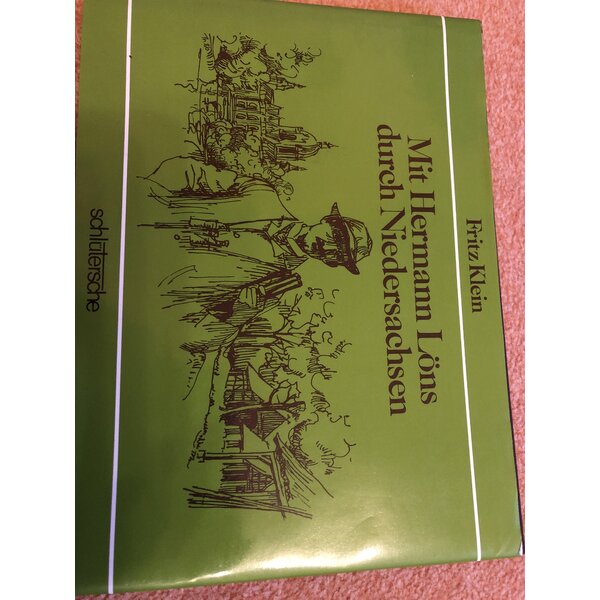 Fritz Klein
Mit Hermann Löns
durch Niedersachsen
schlütersche